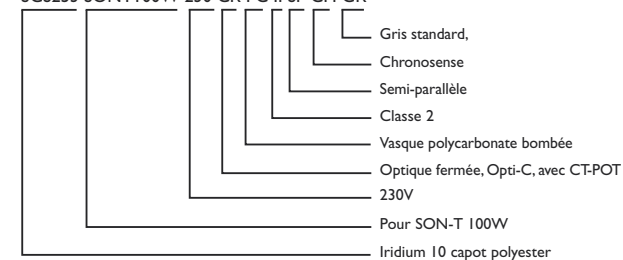 Gris standard,
Chronosense
Semi-parallèle
Classe 2
Vasque polycarbonate bombée
Optique fermée, Opti-C, avec CT-POT
230V
Pour SON-T 100W
Iridium 10 capot polyester